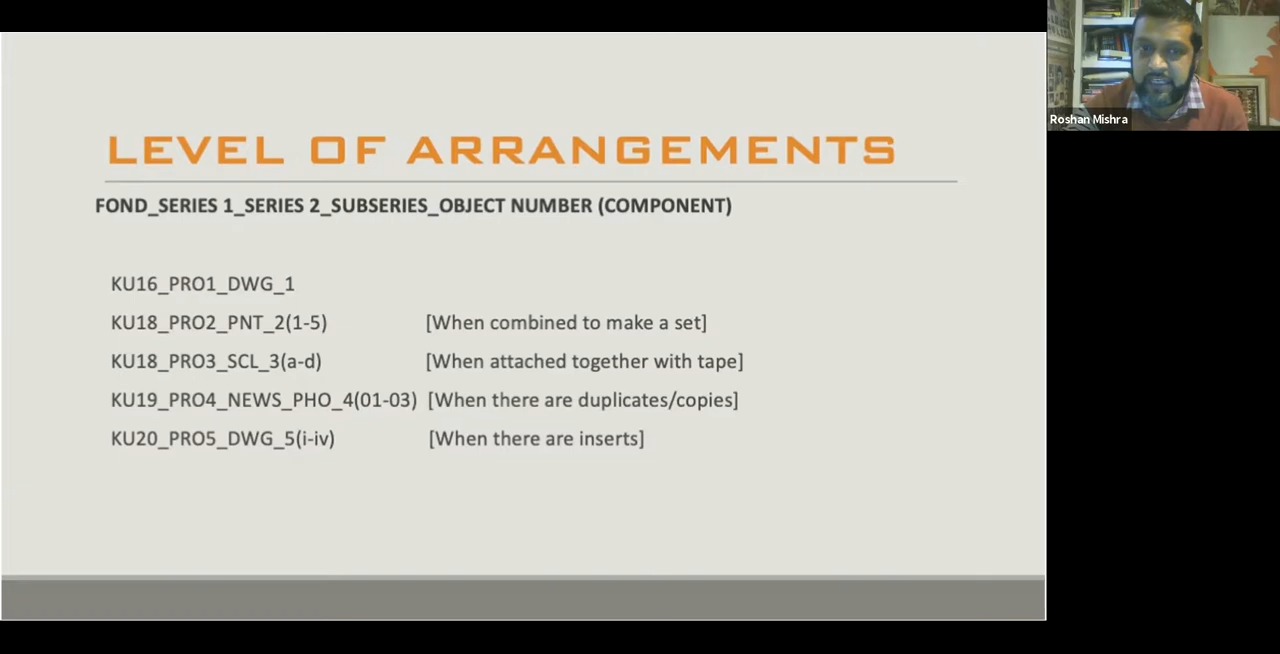 LEVEL OF ARRANGEMENTS
FOND_SERIES 1_SERIES 2_SUBSERIES_OBJECT NUMBER (COMPONENT)
KU16_PRO1_DWG_1
KU18_PRO2_PNT_2(1-5) [When combined to make a set]
KU18_PRO3_SCL_3(a-d) [When attached together with tape]
KU19_PRO4_NEWS_PHO_4(01-03) [When there are duplicates/copies]
KU20_PRO5_DWG_5(i-iv) [When there are inserts]
Roshan Mishra